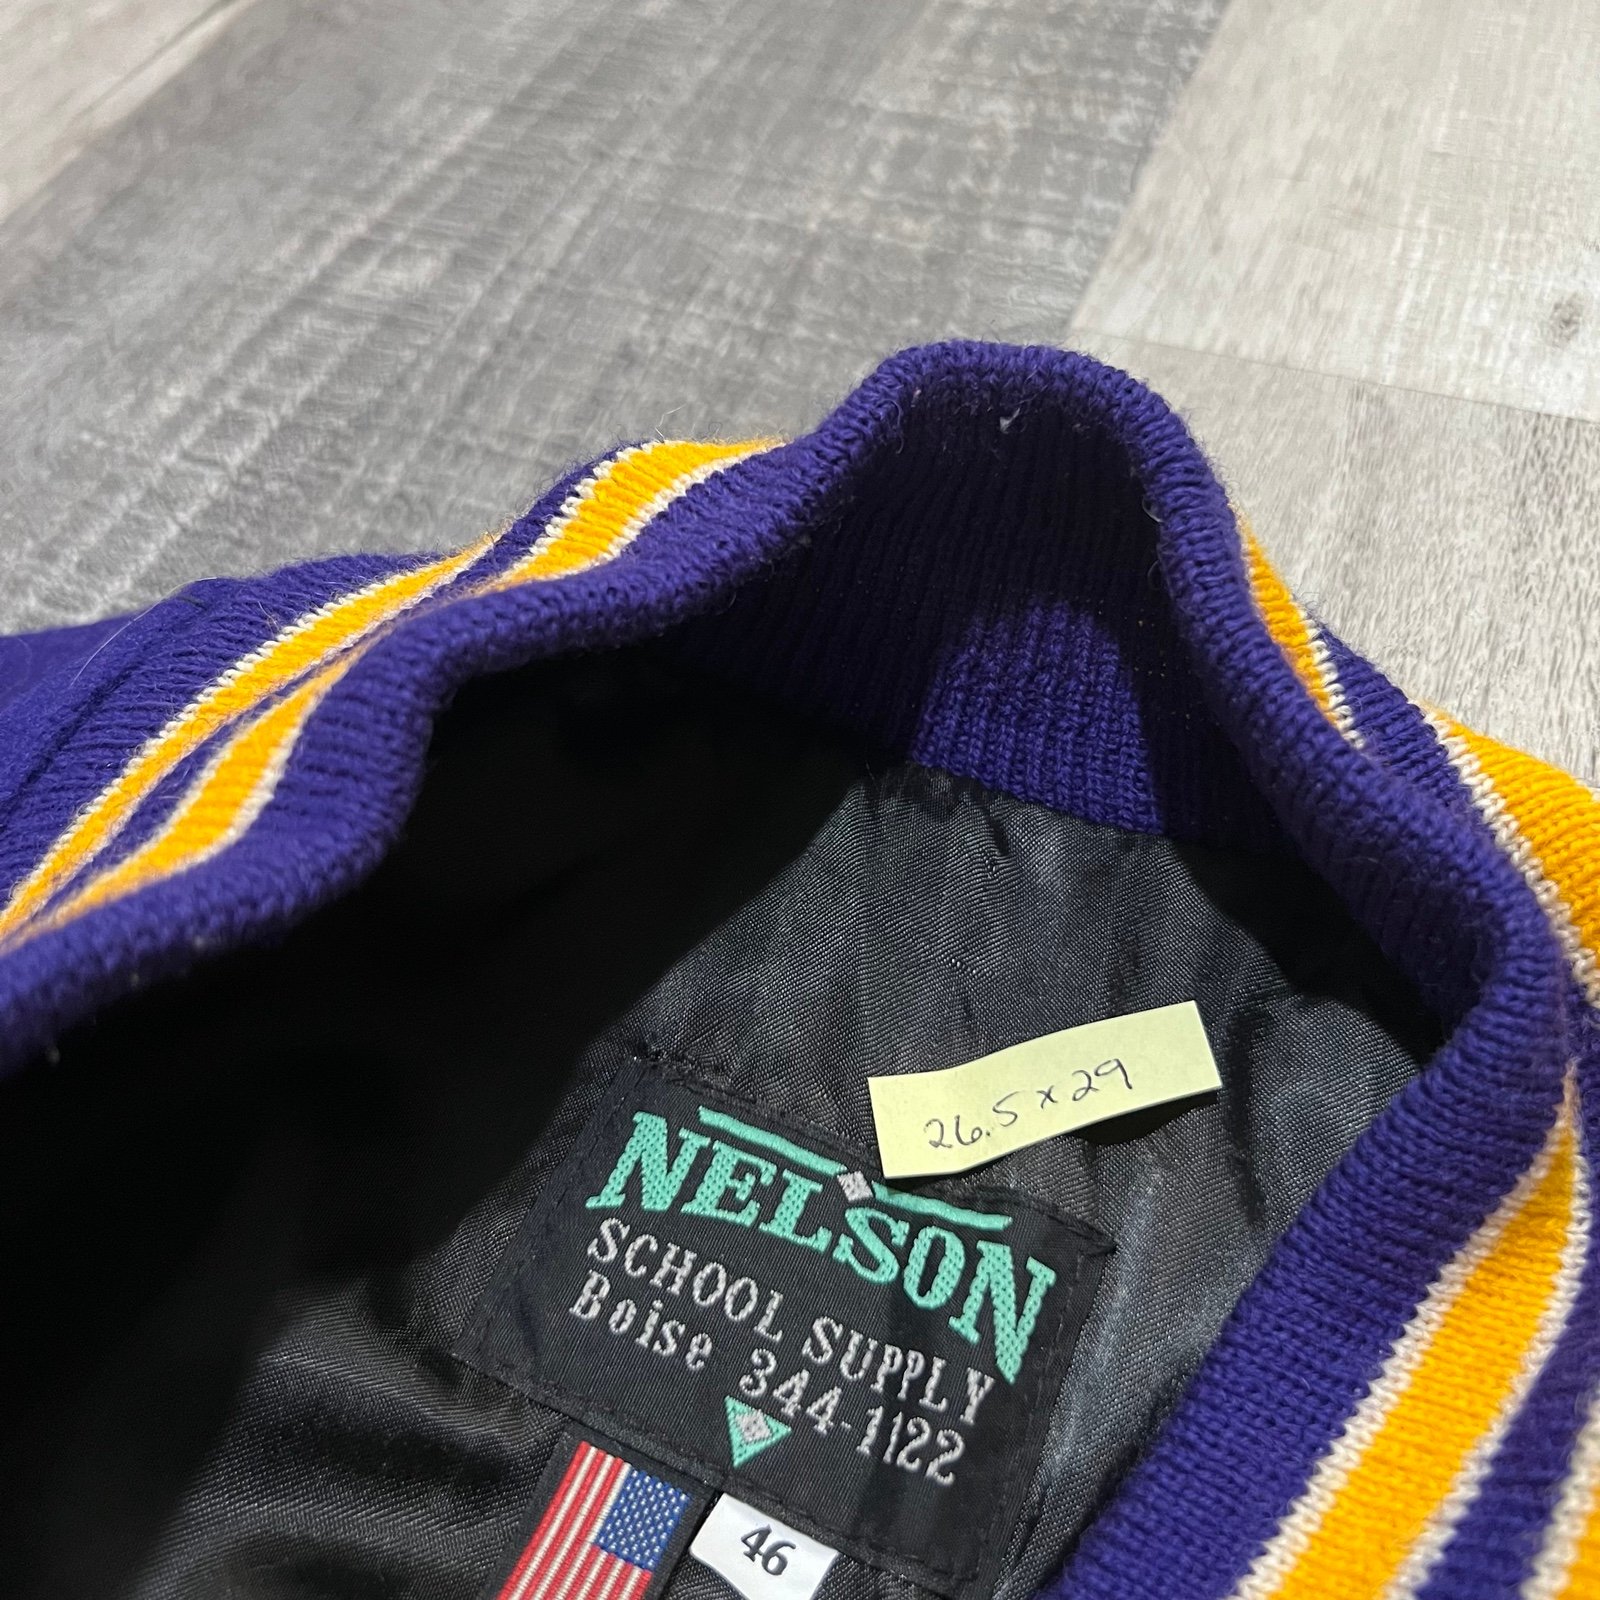 26.5 x 29
NELSON
SCHOOL SUPPLY
Boise 344-1122
46